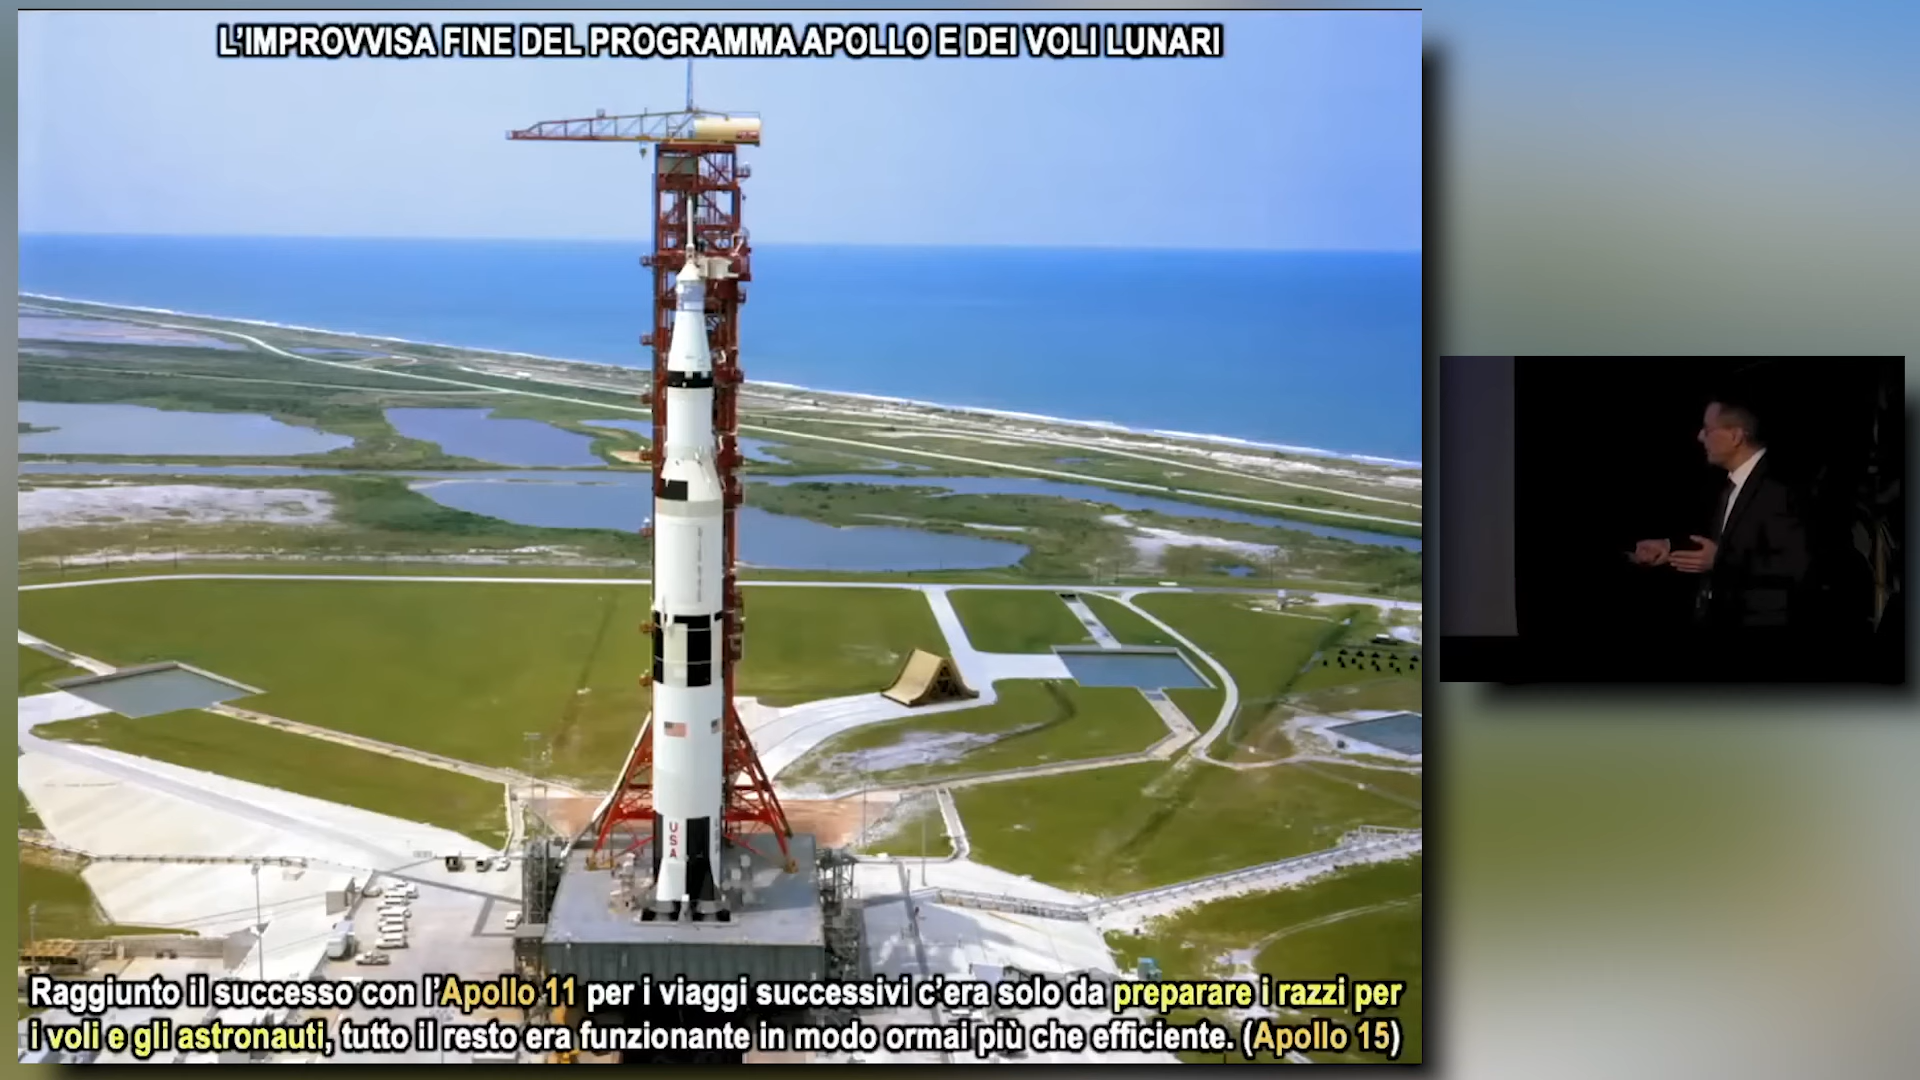 L'IMPROVVISA FINE DEL PROGRAMMA APOLLO E DEI VOLI LUNARI
USA
Raggiunto il successo con l'Apollo 11 per i viaggi successivi c'era solo da preparare i razzi per
i voli e gli astronauti, tutto il resto era funzionante in modo ormai più che efficiente. (Apollo 15)